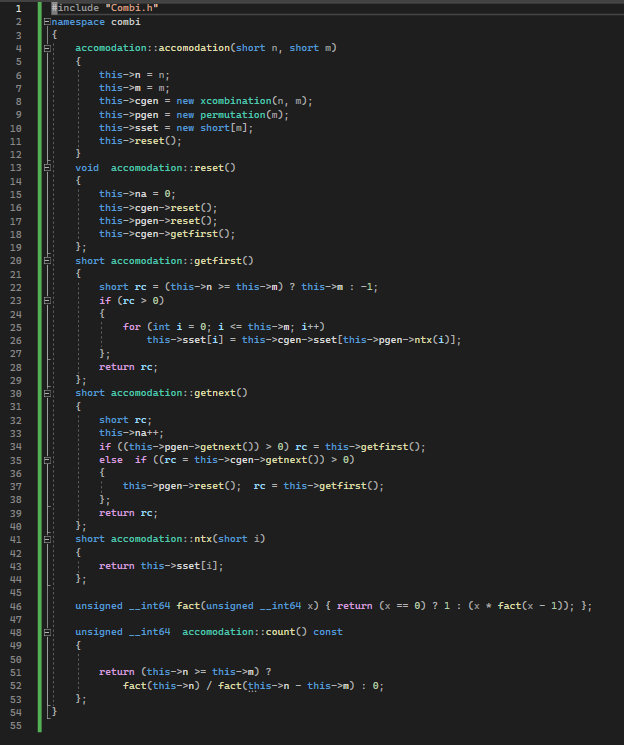 1 #include "Combi.h"
2 namespace combi
3 {
4 accomodation::accomodation(short n, short m)
5 {
6 this->n = n;
7 this->m = m;
8 this->cgen = new xcombination(n, m);
9 this->pgen = new permutation(m);
10 this->sset = new short[m];
11 this->reset();
12 }
13 void  accomodation::reset()
14 {
15 this->na = 0;
16 this->cgen->reset();
17 this->pgen->reset();
18 this->cgen->getfirst();
19 };
20 short accomodation::getfirst()
21 {
22 short rc = (this->n >= this->m) ? this->m : -1;
23 if (rc > 0)
24 {
25 for (int i = 0; i <= this->m; i++)
26 this->sset[i] = this->cgen->sset[this->pgen->ntx(i)];
27 };
28 return rc;
29 };
30 short accomodation::getnext()
31 {
32 short rc;
33 this->na++;
34 if ((this->pgen->getnext()) > 0) rc = this->getfirst();
35 else  if ((rc = this->cgen->getnext()) > 0)
36 {
37 this->pgen->reset();  rc = this->getfirst();
38 };
39 return rc;
40 };
41 short accomodation::ntx(short i)
42 {
43 return this->sset[i];
44 };
45
46 unsigned __int64 fact(unsigned __int64 x) { return (x == 0) ? 1 : (x * fact(x - 1)); };
47
48 unsigned __int64  accomodation::count() const
49 {
50
51 return (this->n >= this->m) ?
52 fact(this->n) / fact(this->n - this->m) : 0;
53 };
54 }
55